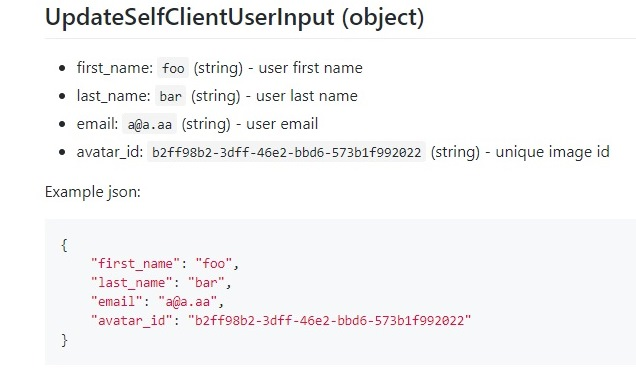 UpdateSelfClientUserInput (object)
first_name: foo (string) - user first name
last_name: bar (string) - user last name
email: a@a.aa (string) - user email
avatar_id: b2ff98b2-3dff-46e2-bbd6-573b1f992022 (string) - unique image id
Example json:
{
    "first_name": "foo",
    "last_name": "bar",
    "email": "a@a.aa",
    "avatar_id": "b2ff98b2-3dff-46e2-bbd6-573b1f992022"
}